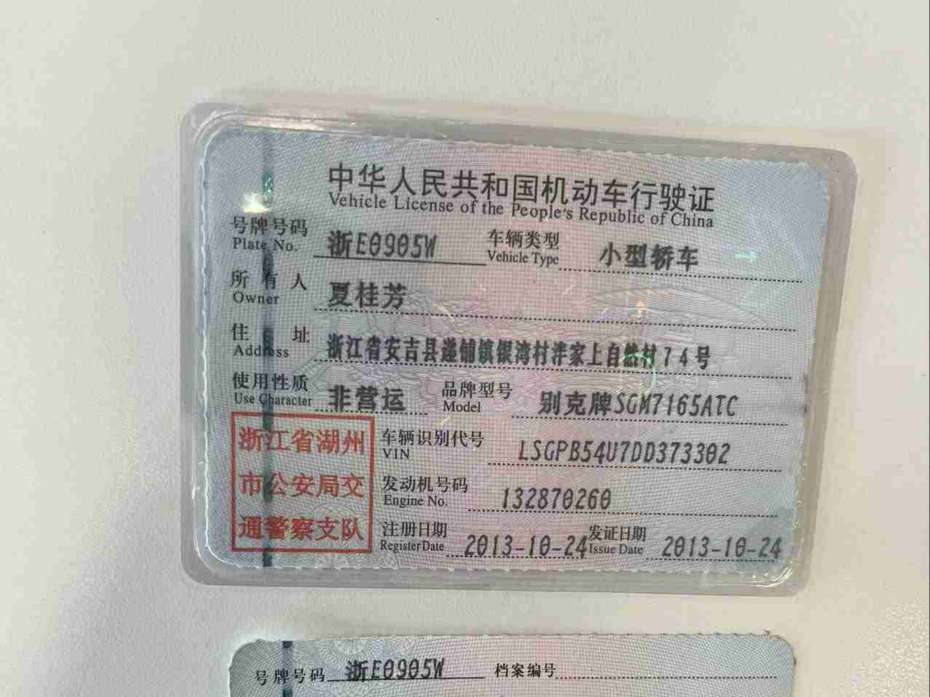 中华人民共和国机动车行驶证
Vehicle License of the People's Republic of China
号牌号码 浙E0905W 车辆类型 小型轿车
Plate No. Vehicle Type
所有人 夏桂芳
Owner
住址 浙江省安吉县递铺镇银湾村泮家上自然村74号
Address
使用性质 非营运 品牌型号 别克牌SGM7165ATC
Use Character Model
浙江省湖州
市公安局交
通警察支队
车辆识别代号 LSGPB54U7DD373302
VIN
发动机号码 132870260
Engine No.
注册日期 2013-10-24 发证日期 2013-10-24
Register Date Issue Date
号牌号码 浙E0905W 档案编号